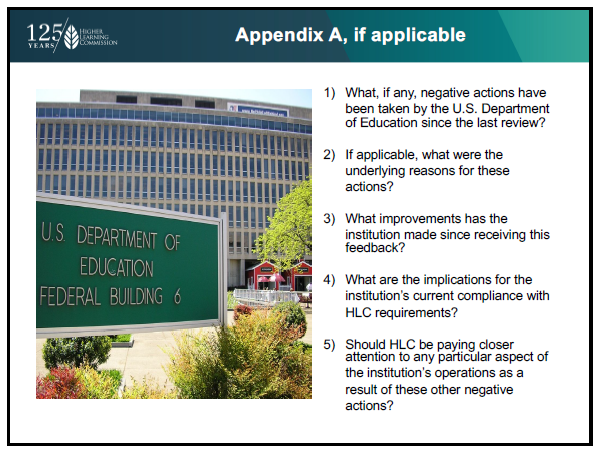 125
YEARS
HIGHER
LEARNING
COMMISSION
Appendix A, if applicable
U.S. DEPARTMENT OF
EDUCATION
FEDERAL BUILDING 6
1) What, if any, negative actions have
been taken by the U.S. Department
of Education since the last review?
2) If applicable, what were the
underlying reasons for these
actions?
3) What improvements has the
institution made since receiving this
feedback?
4) What are the implications for the
institution’s current compliance with
HLC requirements?
5) Should HLC be paying closer
attention to any particular aspect of
the institution’s operations as a
result of these other negative
actions?